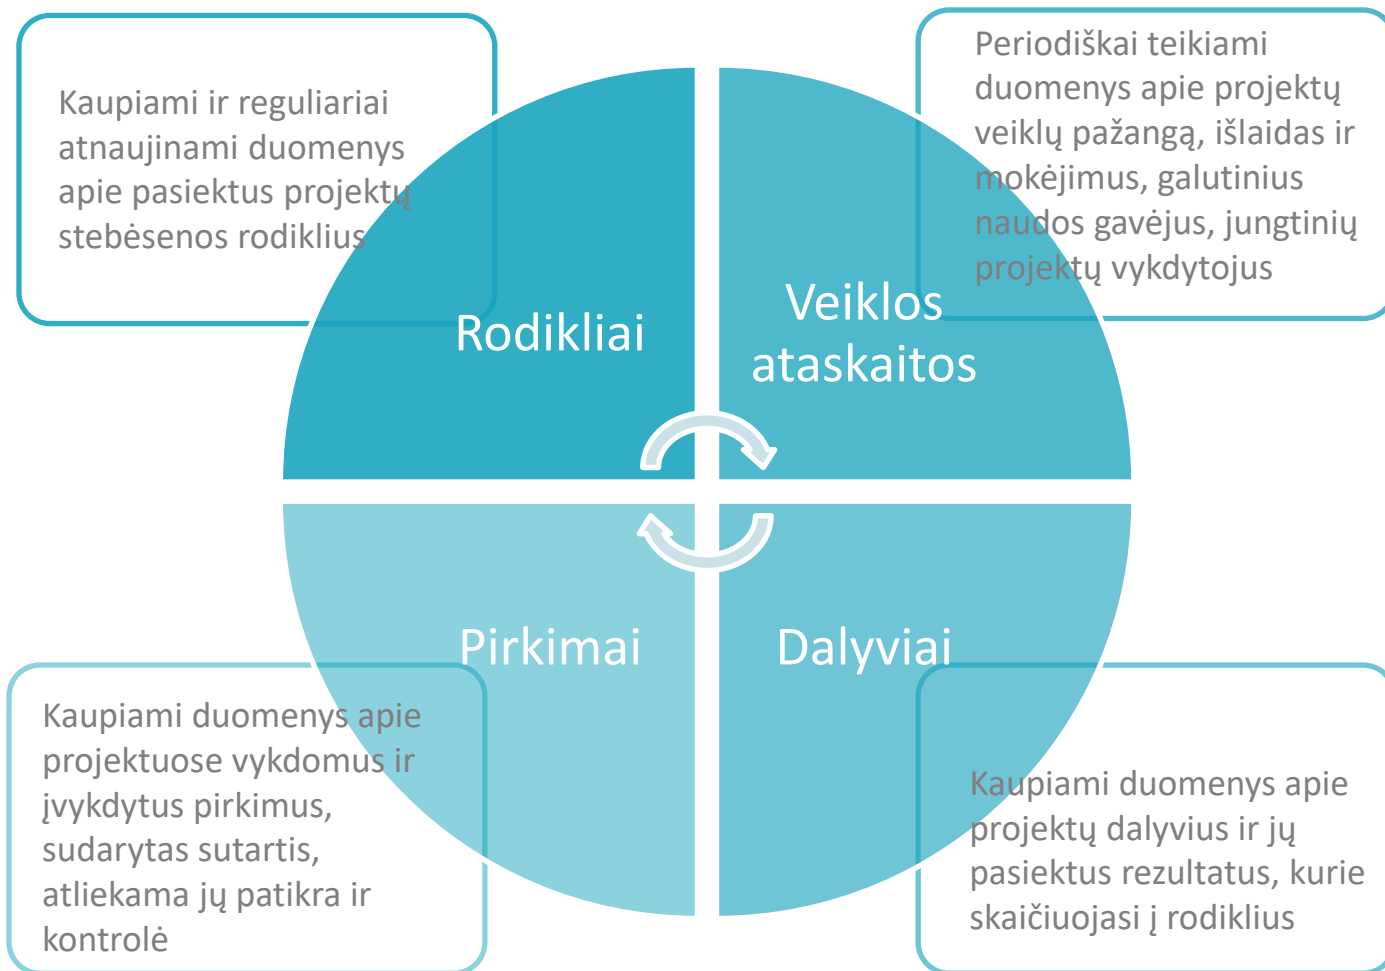 Kaupiami ir reguliariai
atnaujinami duomenys
apie pasiektus projektų
stebėsenos rodiklius
Periodiškai teikiami
duomenys apie projektų
veiklų pažangą, išlaidas ir
mokėjimus, galutinius
naudos gavėjus, jungtinių
projektų vykdytojus
Rodikliai
Veiklos
ataskaitos
Pirkimai
Dalyviai
Kaupiami duomenys apie
projektuose vykdomus ir
įvykdytus pirkimus,
sudarytas sutartis,
atliekama jų patikra ir
kontrolė
Kaupiami duomenys apie
projektų dalyvius ir jų
pasiektus rezultatus, kurie
skaičiuojasi į rodiklius